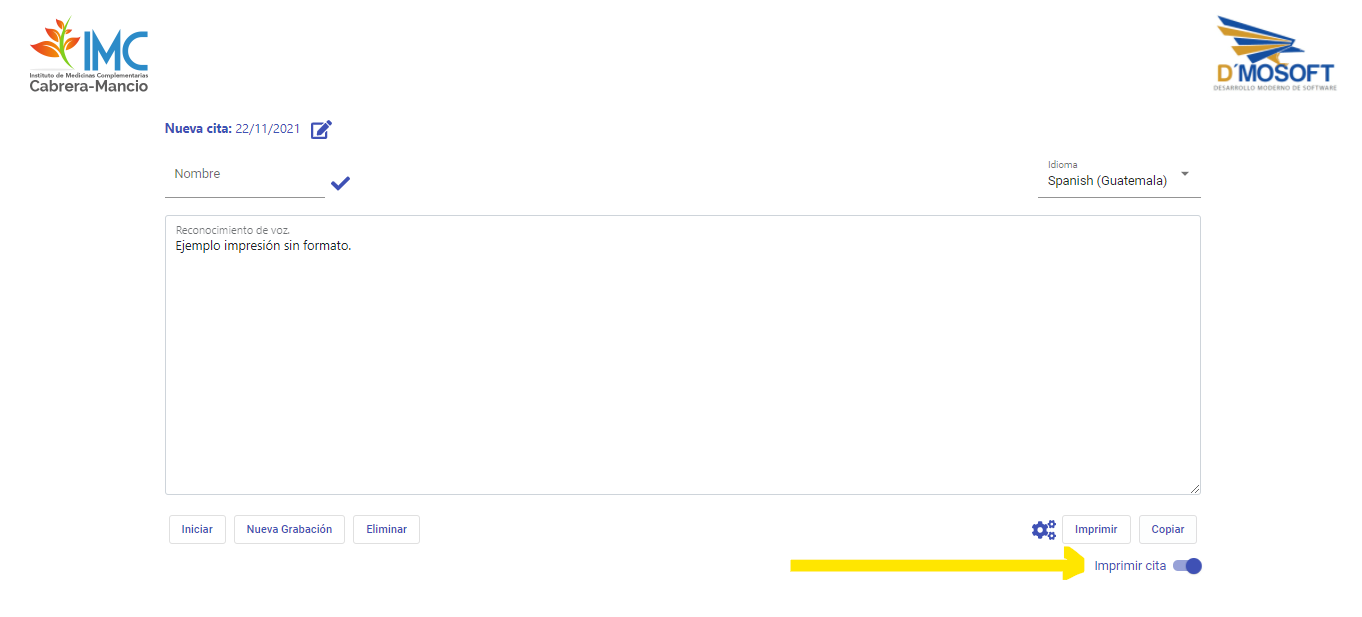 IMC
Instituto de Medicinas Complementarias
Cabrera-Mancio
D´MOSOFT
DESARROLLO MODERNO DE SOFTWARE
Nueva cita: 22/11/2021
Nombre
Idioma
Spanish (Guatemala)
Reconocimiento de voz.
Ejemplo impresión sin formato.
Iniciar Nueva Grabación Eliminar Imprimir Copiar
Imprimir cita